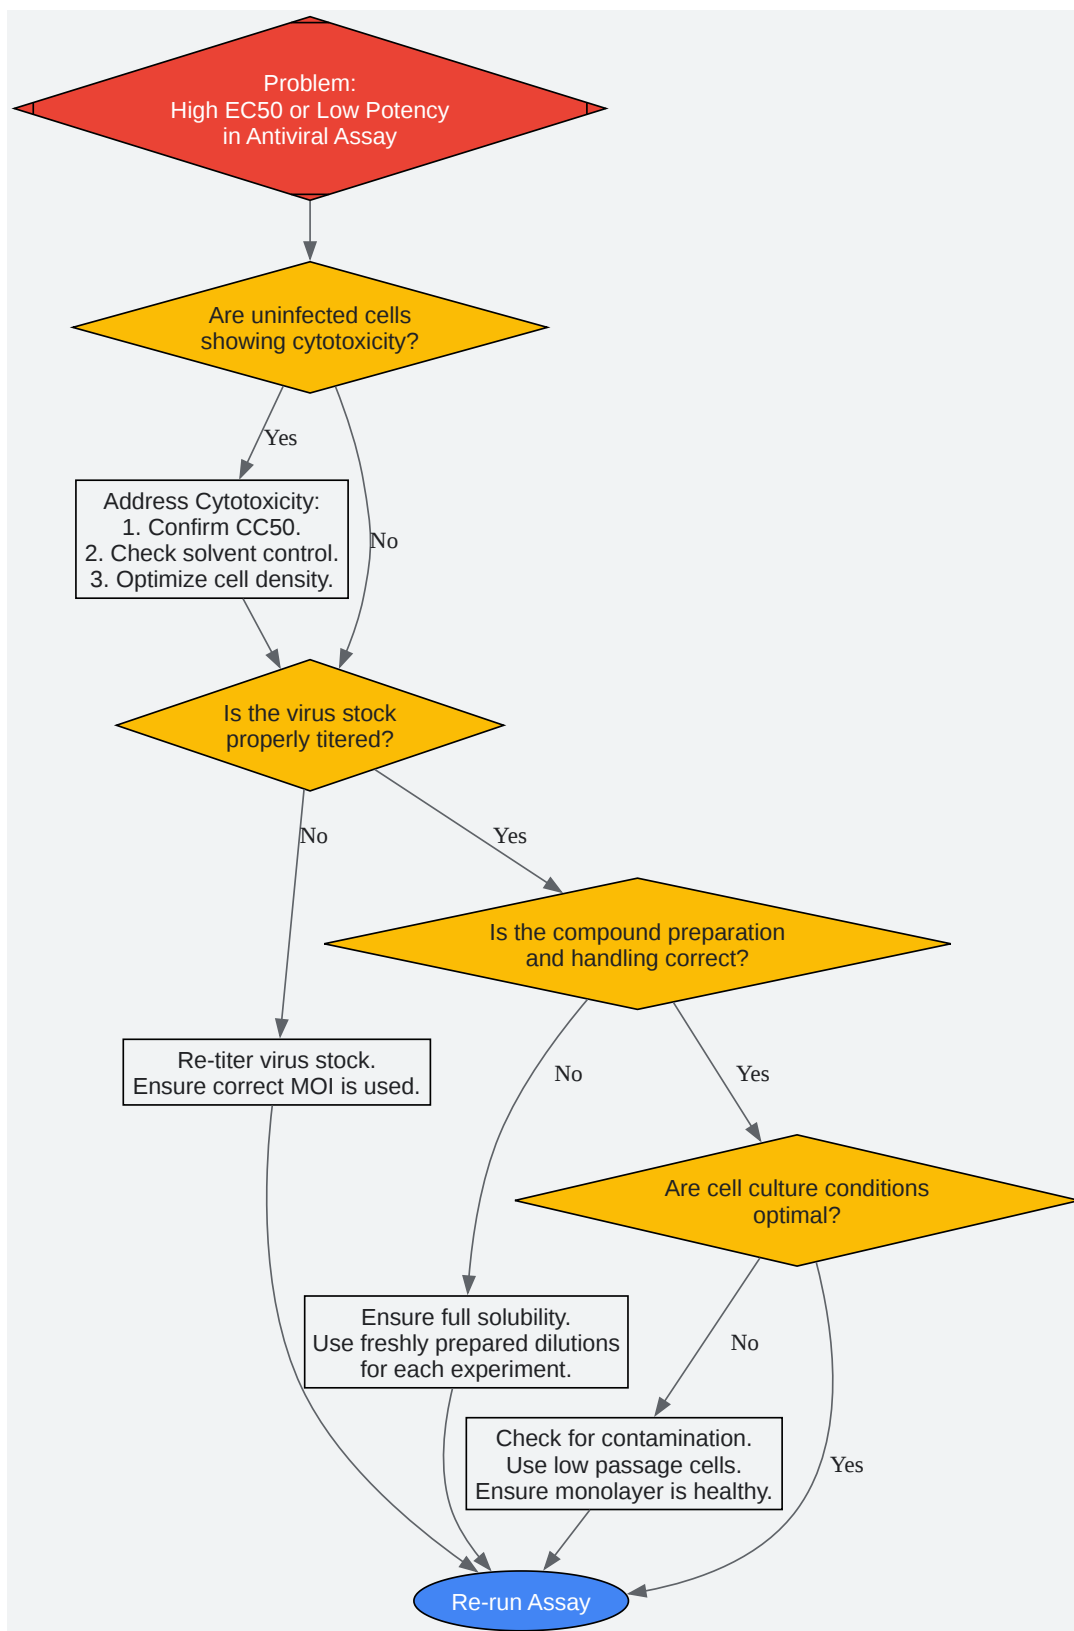 Problem:
High EC50 or Low Potency
in Antiviral Assay
Are uninfected cells
showing cytotoxicity?
Yes
Address Cytotoxicity:
1. Confirm CC50.
2. Check solvent control.
3. Optimize cell density.
No
Is the virus stock
properly titered?
No
Yes
Is the compound preparation
and handling correct?
Re-titer virus stock.
Ensure correct MOI is used.
No
Yes
Are cell culture conditions
optimal?
Ensure full solubility.
Use freshly prepared dilutions
for each experiment.
No
Check for contamination.
Use low passage cells.
Ensure monolayer is healthy.
Yes
Re-run Assay